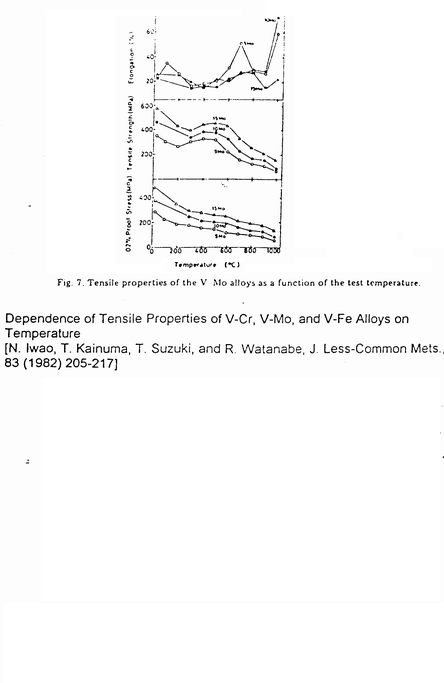 Elongation (%)
60
40
20
5Mo
15Mo
Tensile Strength (MPa)
600
400
200
15Mo
10Mo
5Mo
0.2% Proof Stress (MPa)
400
200
0
15Mo
10Mo
5Mo
0 200 400 600 800 1000
Temperature (°C)
Fig. 7. Tensile properties of the V Mo alloys as a function of the test temperature.
Dependence of Tensile Properties of V-Cr, V-Mo, and V-Fe Alloys on
Temperature
[N. Iwao, T. Kainuma, T. Suzuki, and R. Watanabe, J. Less-Common Mets.,
83 (1982) 205-217]